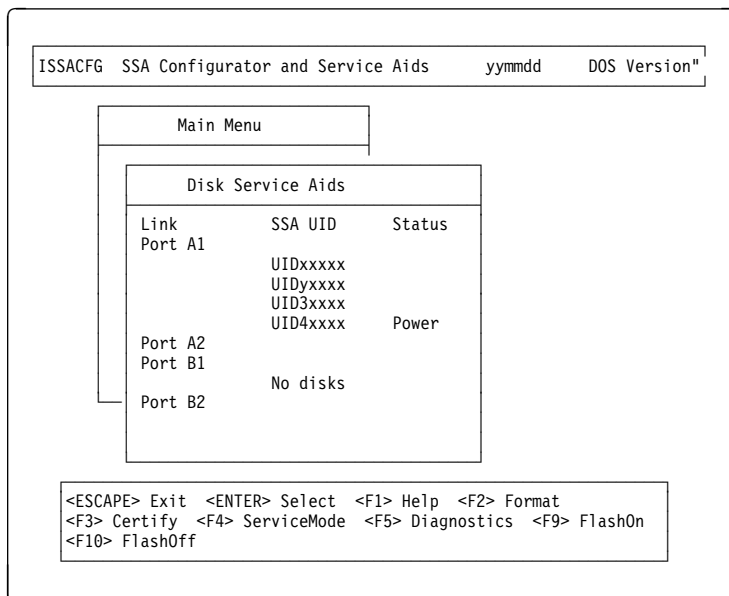 ISSACFG SSA Configurator and Service Aids yymmdd DOS Version"
Main Menu
Disk Service Aids
Link SSA UID Status
Port A1
UIDxxxxx
UIDyxxxx
UID3xxxx
UID4xxxx Power
Port A2
Port B1
No disks
Port B2
<ESCAPE> Exit <ENTER> Select <F1> Help <F2> Format
<F3> Certify <F4> ServiceMode <F5> Diagnostics <F9> FlashOn
<F10> FlashOff